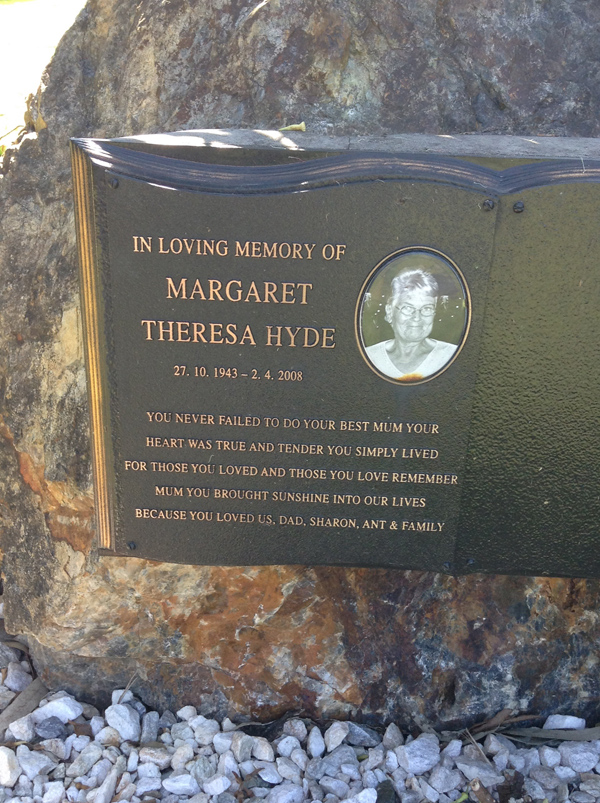 IN LOVING MEMORY OF
MARGARET
THERESA HYDE
27. 10. 1943 – 2. 4. 2008
YOU NEVER FAILED TO DO YOUR BEST MUM YOUR
HEART WAS TRUE AND TENDER YOU SIMPLY LIVED
FOR THOSE YOU LOVED AND THOSE YOU LOVE REMEMBER
MUM YOU BROUGHT SUNSHINE INTO OUR LIVES
BECAUSE YOU LOVED US, DAD, SHARON, ANT & FAMILY